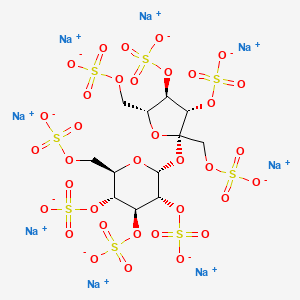 Na⁺
O O⁻
Na⁺ O S
Na⁺
O O O O⁻
O⁻ S O O S
O O O O
O
Na⁺ O⁻ O
O S O O
O O O O O
O S O⁻
O⁻ O O O O
S O O Na⁺
O O O
O S O S O
Na⁺ O⁻ S O
O O⁻ O O⁻
Na⁺ Na⁺